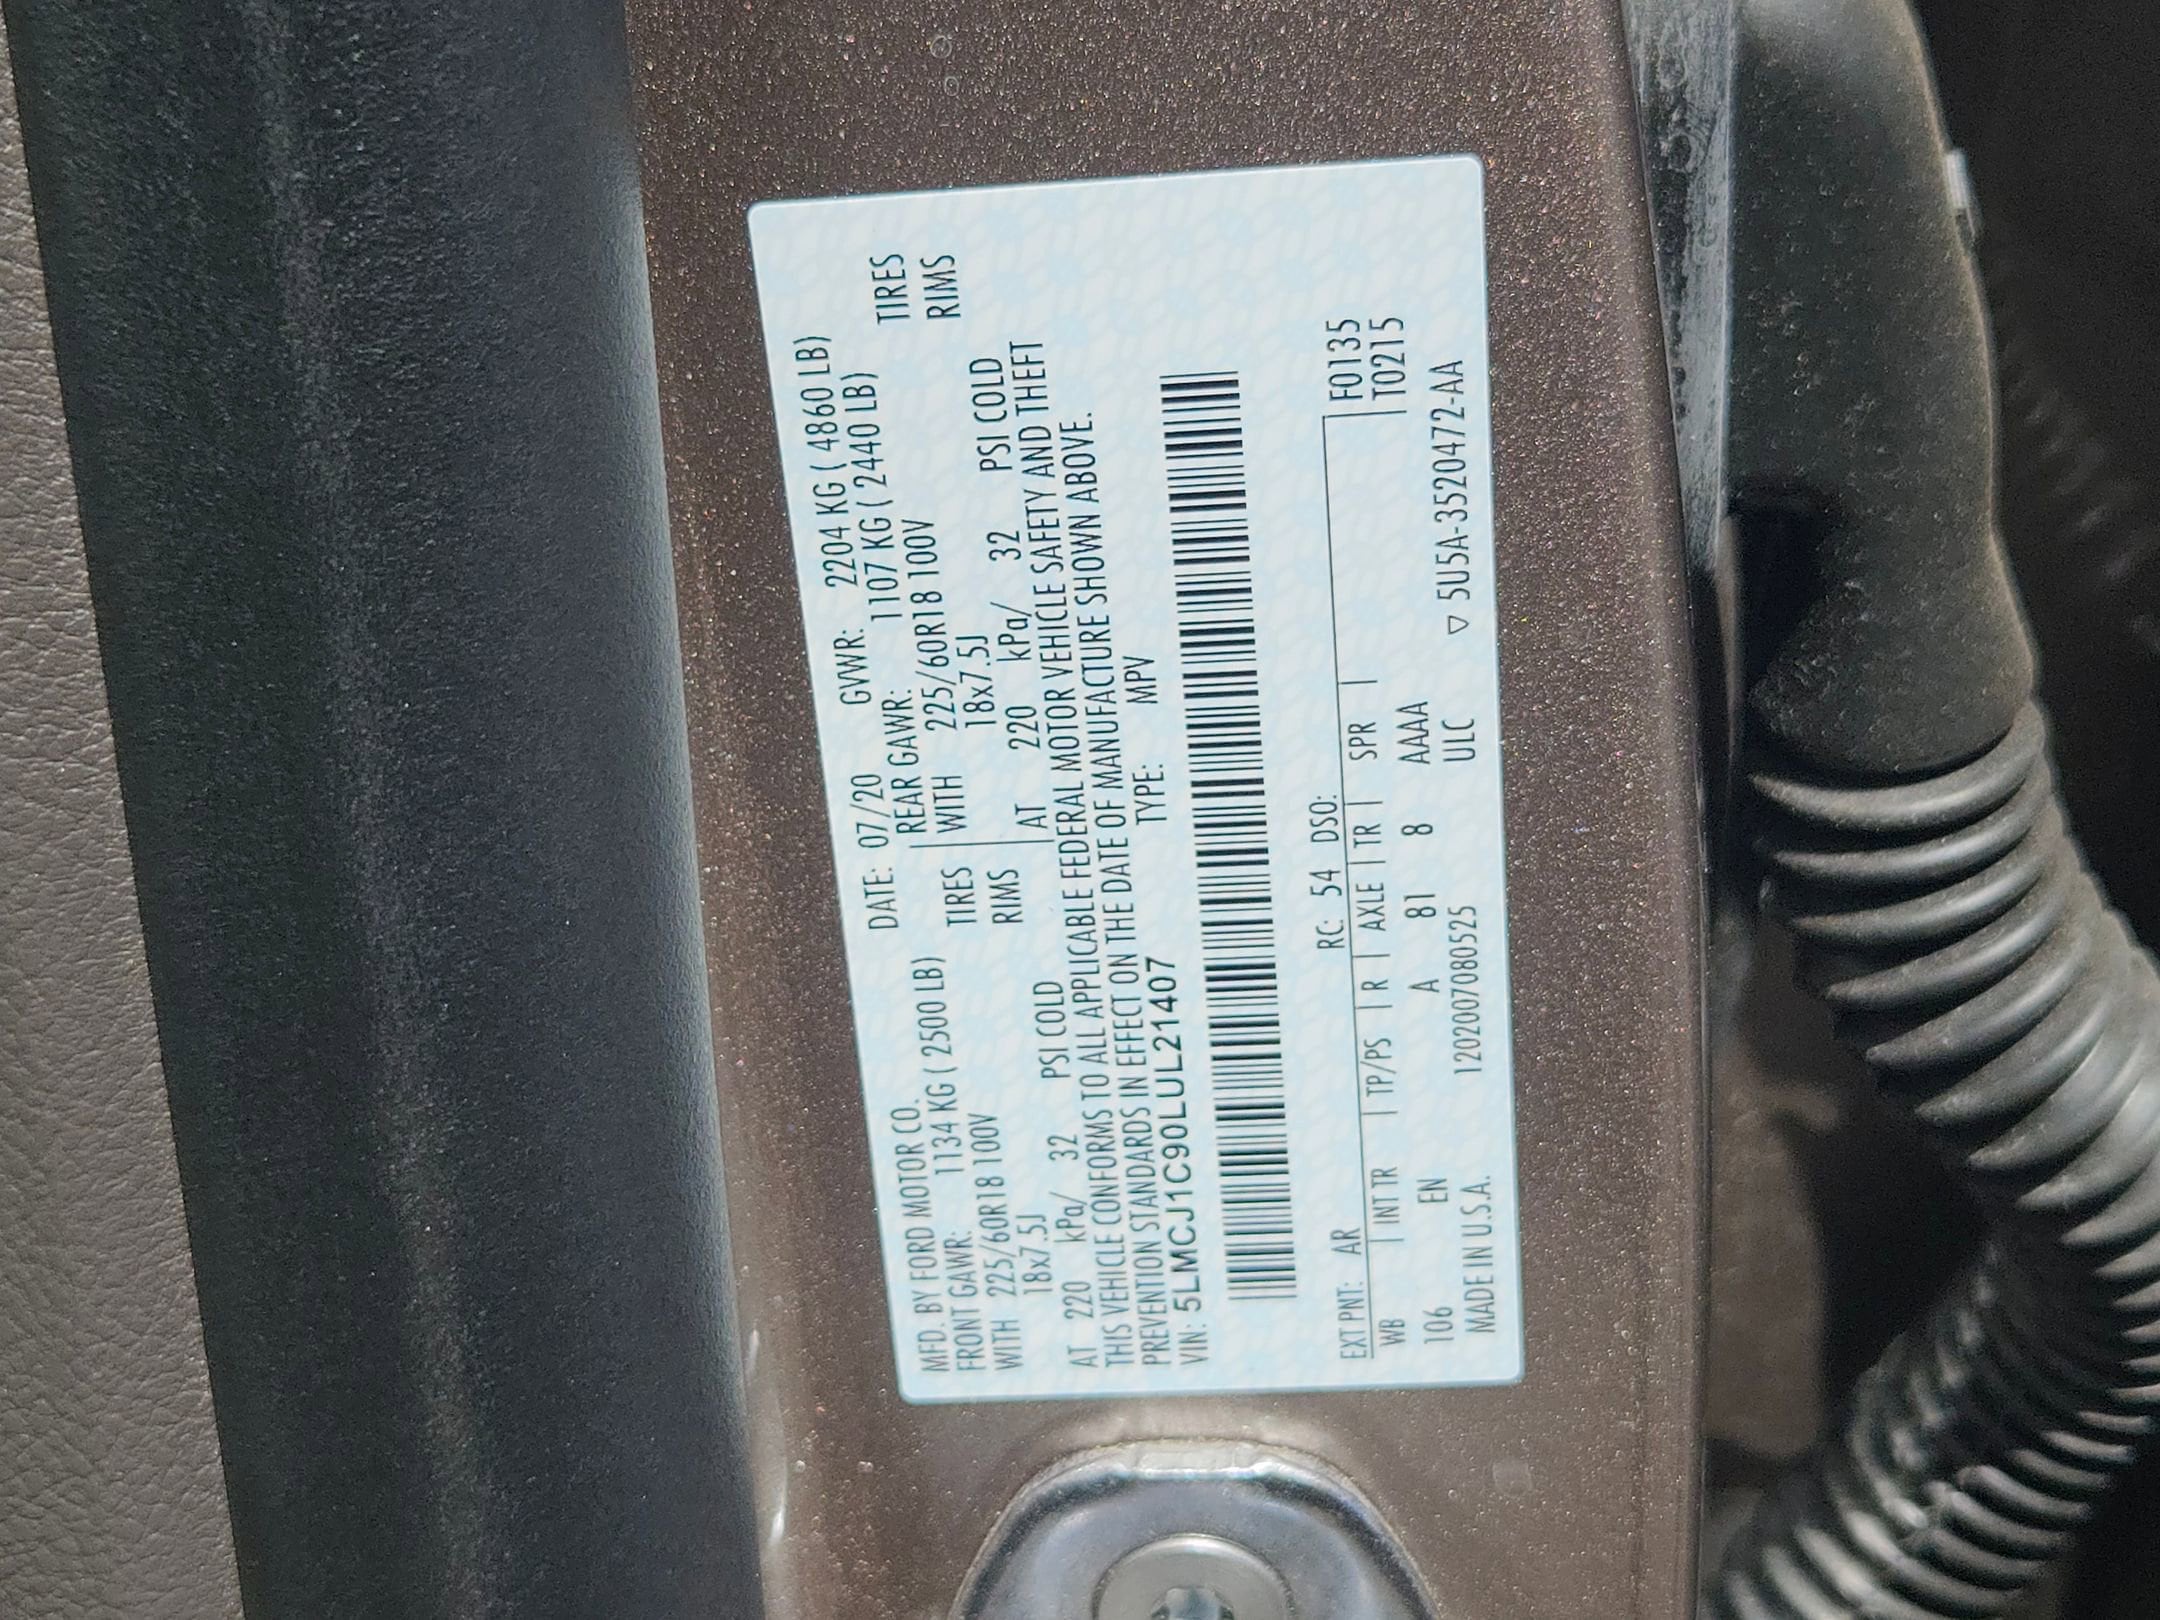 MFD. BY FORD MOTOR CO. DATE: 07/20 GVWR: 2204 KG ( 4860 LB)
FRONT GAWR: 1134 KG ( 2500 LB) REAR GAWR: 1107 KG ( 2440 LB)
WITH 225/60R18 100V TIRES WITH 225/60R18 100V TIRES
18x7.5J RIMS 18x7.5J RIMS
AT 220 kPa/ 32 PSI COLD AT 220 kPa/ 32 PSI COLD
THIS VEHICLE CONFORMS TO ALL APPLICABLE FEDERAL MOTOR VEHICLE SAFETY AND THEFT
PREVENTION STANDARDS IN EFFECT ON THE DATE OF MANUFACTURE SHOWN ABOVE.
VIN: 5LMCJ1C90LUL21407 TYPE: MPV
EXT PNT: AR RC: 54 DSO: F0135
WB | INT TR | TP/PS | R | AXLE | TR | SPR | T0215
106 EN A 81 8 AAAA
MADE IN U.S.A. 120200708052​5 ULC ▽ 5U5A-3520472-AA